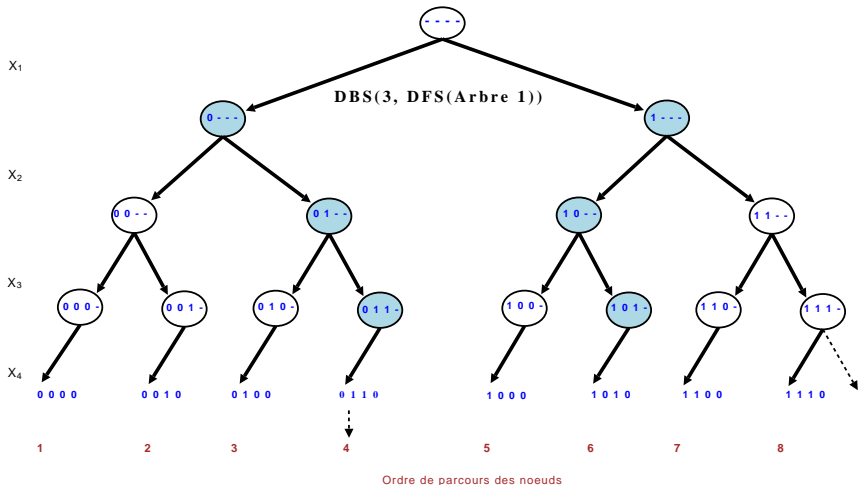 - - - -
X1
DBS(3, DFS(Arbre 1))
0 - - -
1 - - -
X2
0 0 - -
0 1 - -
1 0 - -
1 1 - -
X3
0 0 0 -
0 0 1 -
0 1 0 -
0 1 1 -
1 0 0 -
1 0 1 -
1 1 0 -
1 1 1 -
X4
0 0 0 0
0 0 1 0
0 1 0 0
0 1 1 0
1 0 0 0
1 0 1 0
1 1 0 0
1 1 1 0
1 2 3 4 5 6 7 8
Ordre de parcours des noeuds